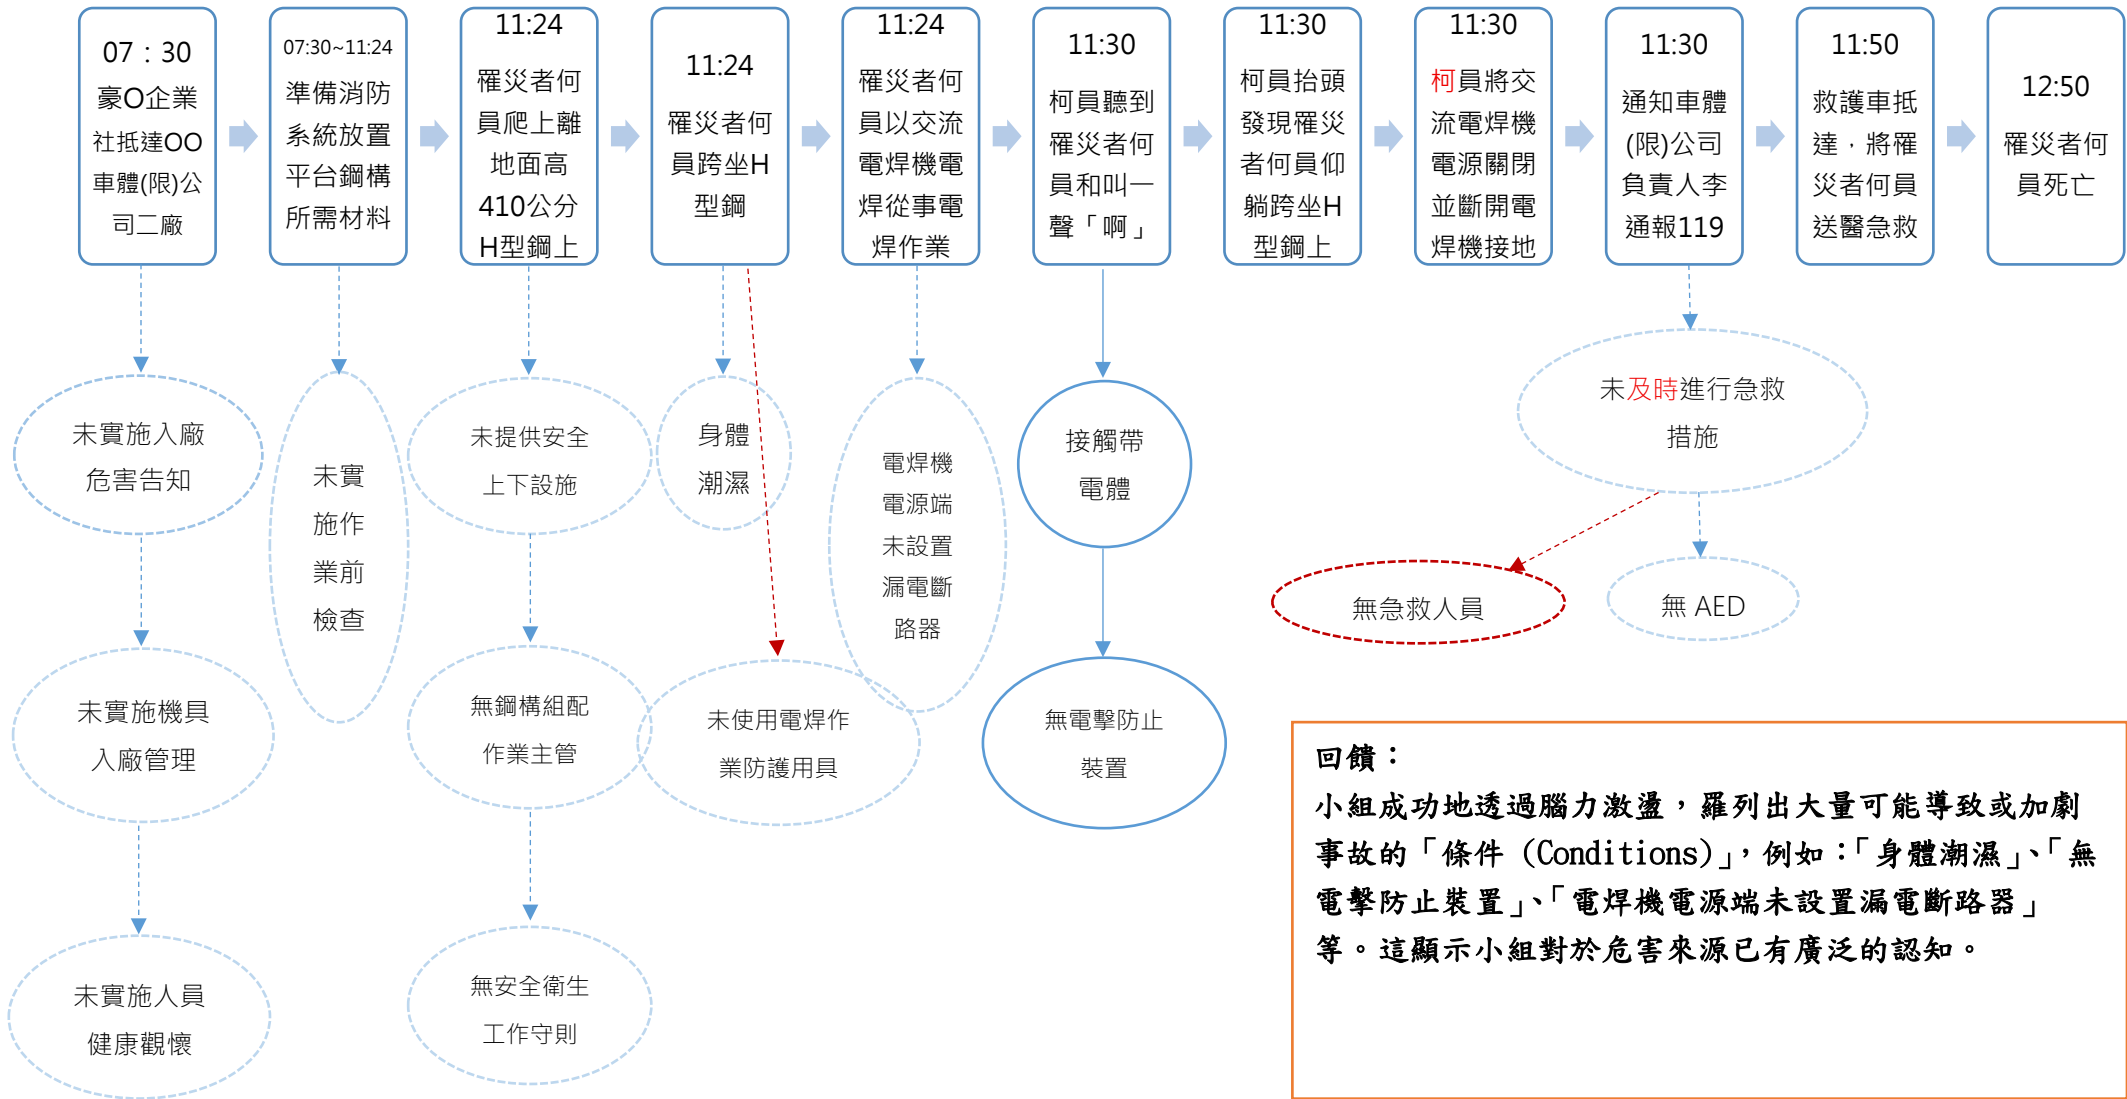 07：30
豪O企業
社抵達OO
車體(限)公
司二廠
07:30~11:24
準備消防
系統放置
平台鋼構
所需材料
11:24
罹災者何
員爬上離
地面高
410公分
H型鋼上
11:24
罹災者何
員跨坐H
型鋼
11:24
罹災者何
員以交流
電焊機電
焊從事電
焊作業
11:30
柯員聽到
罹災者何
員和叫一
聲「啊」
11:30
柯員抬頭
發現罹災
者何員仰
躺跨坐H
型鋼上
11:30
柯員將交
流電焊機
電源關閉
並斷開電
焊機接地
11:30
通知車體
(限)公司
負責人李
通報119
11:50
救護車抵
達，將罹
災者何員
送醫急救
12:50
罹災者何
員死亡
未實施入廠
危害告知
未實施機具
入廠管理
未實施人員
健康觀懷
未實
施作
業前
檢查
未提供安全
上下設施
無鋼構組配
作業主管
無安全衛生
工作守則
身體
潮濕
未使用電焊作
業防護用具
電焊機
電源端
未設置
漏電斷
路器
接觸帶
電體
無電擊防止
裝置
未及時進行急救
措施
無急救人員
無 AED
回饋：
小組成功地透過腦力激盪，羅列出大量可能導致或加劇
事故的「條件 (Conditions)」，例如：「身體潮濕」、「無
電擊防止裝置」、「電焊機電源端未設置漏電斷路器」
等。這顯示小組對於危害來源已有廣泛的認知。